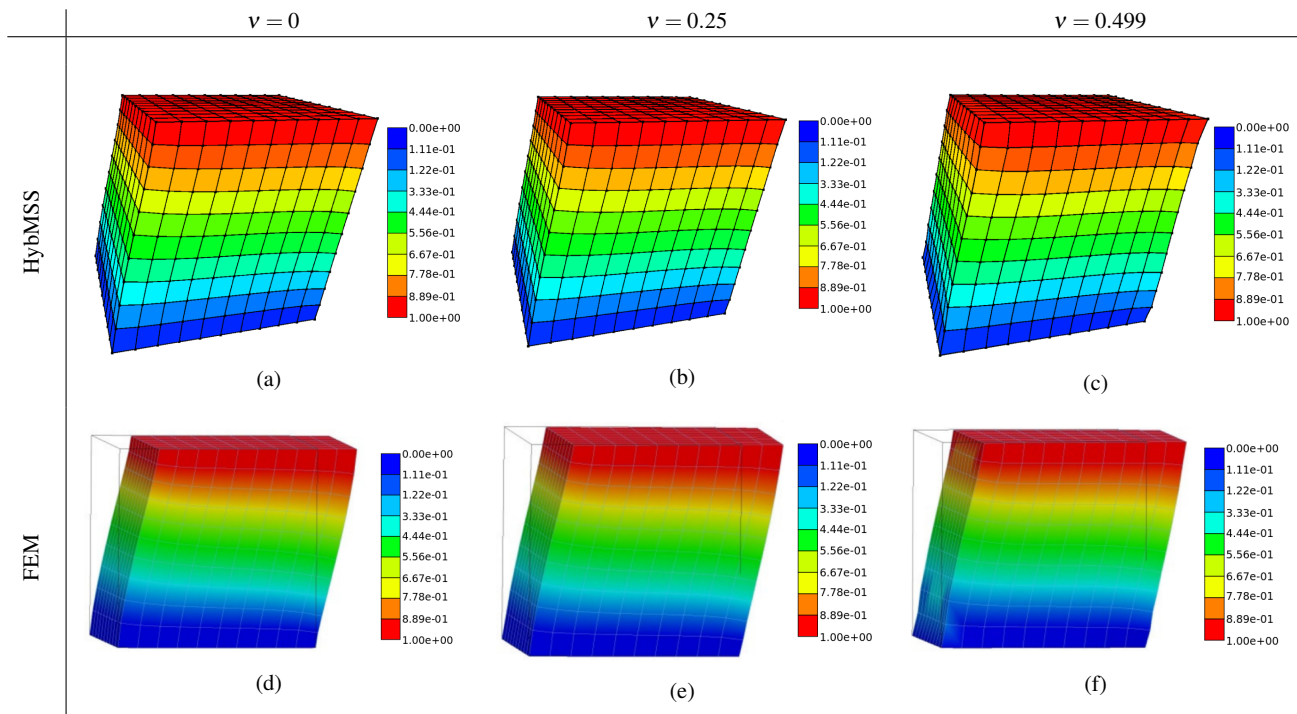 ν = 0
ν = 0.25
ν = 0.499
HybMSS
0.00e+00
1.11e-01
1.22e-01
3.33e-01
4.44e-01
5.56e-01
6.67e-01
7.78e-01
8.89e-01
1.00e+00
(a)
0.00e+00
1.11e-01
1.22e-01
3.33e-01
4.44e-01
5.56e-01
6.67e-01
7.78e-01
8.89e-01
1.00e+00
(b)
0.00e+00
1.11e-01
1.22e-01
3.33e-01
4.44e-01
5.56e-01
6.67e-01
7.78e-01
8.89e-01
1.00e+00
(c)
FEM
0.00e+00
1.11e-01
1.22e-01
3.33e-01
4.44e-01
5.56e-01
6.67e-01
7.78e-01
8.89e-01
1.00e+00
(d)
0.00e+00
1.11e-01
1.22e-01
3.33e-01
4.44e-01
5.56e-01
6.67e-01
7.78e-01
8.89e-01
1.00e+00
(e)
0.00e+00
1.11e-01
1.22e-01
3.33e-01
4.44e-01
5.56e-01
6.67e-01
7.78e-01
8.89e-01
1.00e+00
(f)